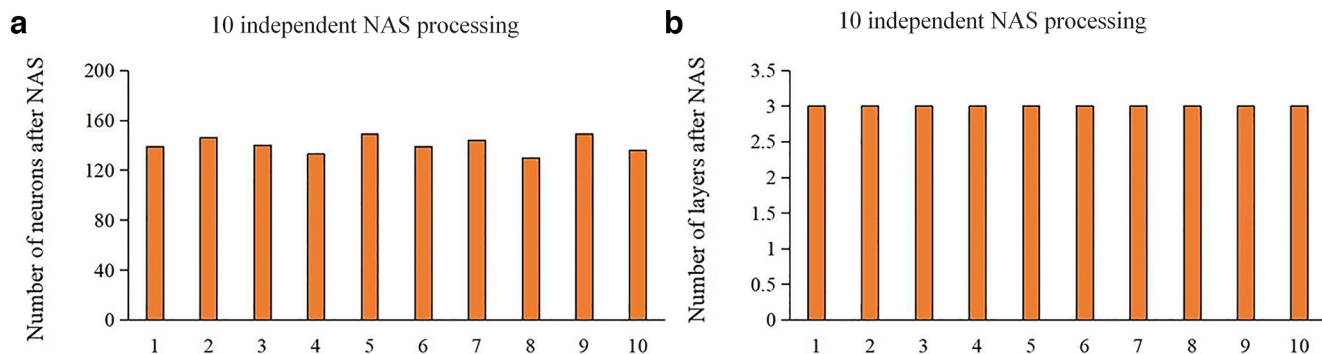 a
10 independent NAS processing
Number of neurons after NAS
200
160
120
80
40
0
1 2 3 4 5 6 7 8 9 10
b
10 independent NAS processing
Number of layers after NAS
3.5
3
2.5
2
1.5
1
0.5
0
1 2 3 4 5 6 7 8 9 10